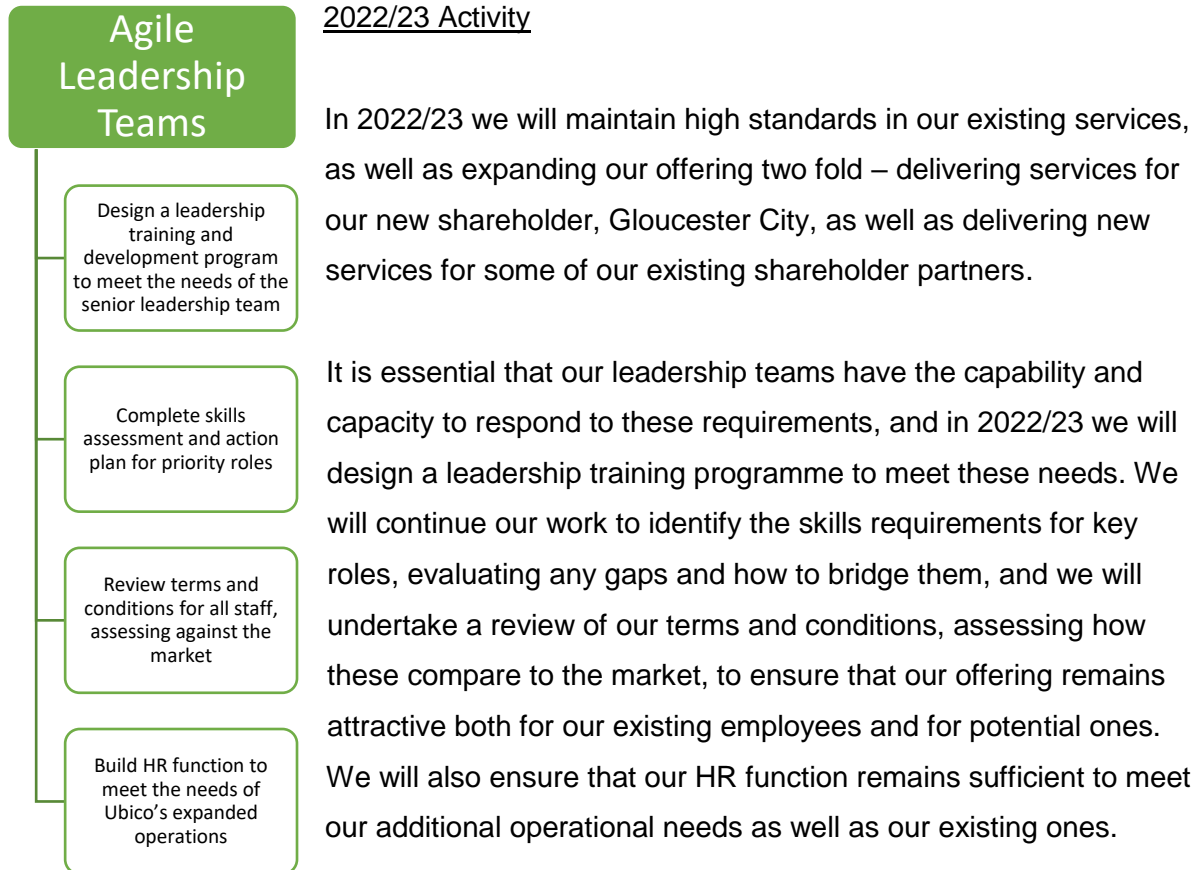 Agile
Leadership
Teams
Design a leadership
training and
development program
to meet the needs of the
senior leadership team
Complete skills
assessment and action
plan for priority roles
Review terms and
conditions for all staff,
assessing against the
market
Build HR function to
meet the needs of
Ubico’s expanded
operations
2022/23 Activity
In 2022/23 we will maintain high standards in our existing services,
as well as expanding our offering two fold – delivering services for
our new shareholder, Gloucester City, as well as delivering new
services for some of our existing shareholder partners.
It is essential that our leadership teams have the capability and
capacity to respond to these requirements, and in 2022/23 we will
design a leadership training programme to meet these needs. We
will continue our work to identify the skills requirements for key
roles, evaluating any gaps and how to bridge them, and we will
undertake a review of our terms and conditions, assessing how
these compare to the market, to ensure that our offering remains
attractive both for our existing employees and for potential ones.
We will also ensure that our HR function remains sufficient to meet
our additional operational needs as well as our existing ones.